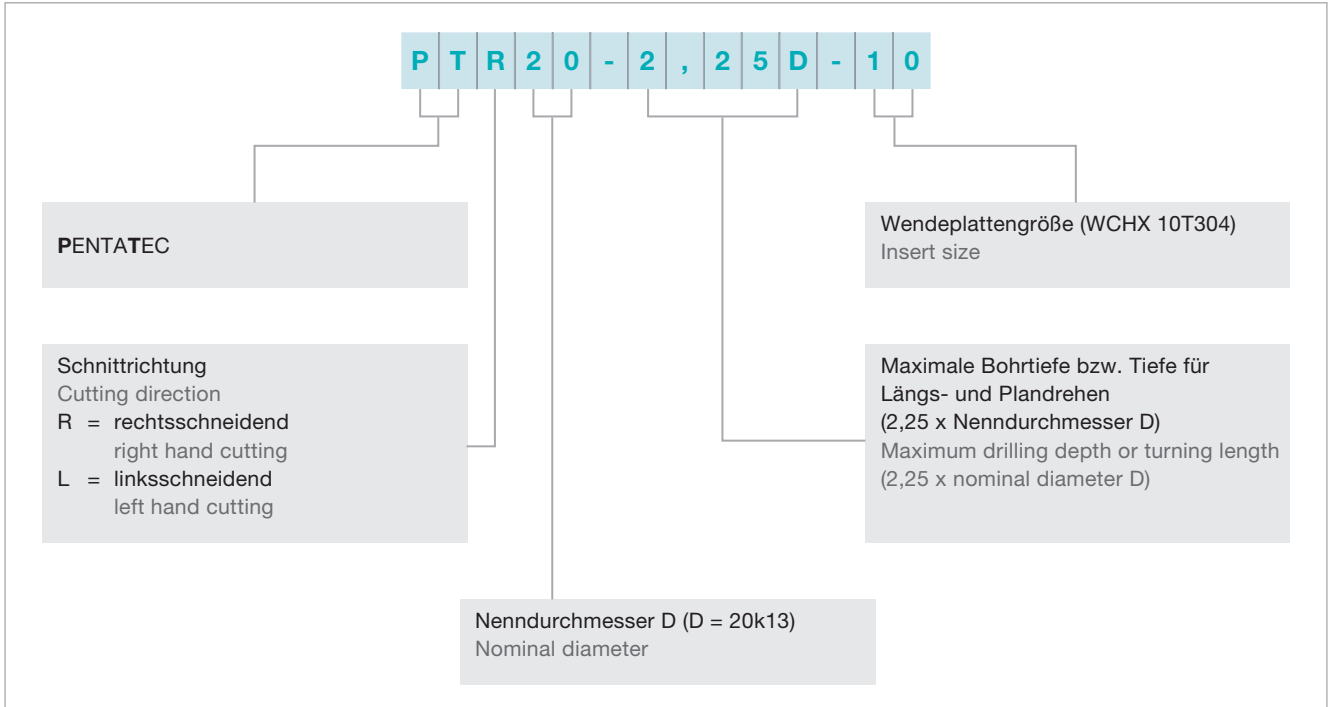 PTR20-2,25D-10
PENTATEC
Wendeplattengröße (WCHX 10T304)
Insert size
Schnittrichtung
Cutting direction
R = rechtsschneidend
right hand cutting
L = linksschneidend
left hand cutting
Maximale Bohrtiefe bzw. Tiefe für
Längs- und Plandrehen
(2,25 x Nenndurchmesser D)
Maximum drilling depth or turning length
(2,25 x nominal diameter D)
Nenndurchmesser D (D = 20k13)
Nominal diameter